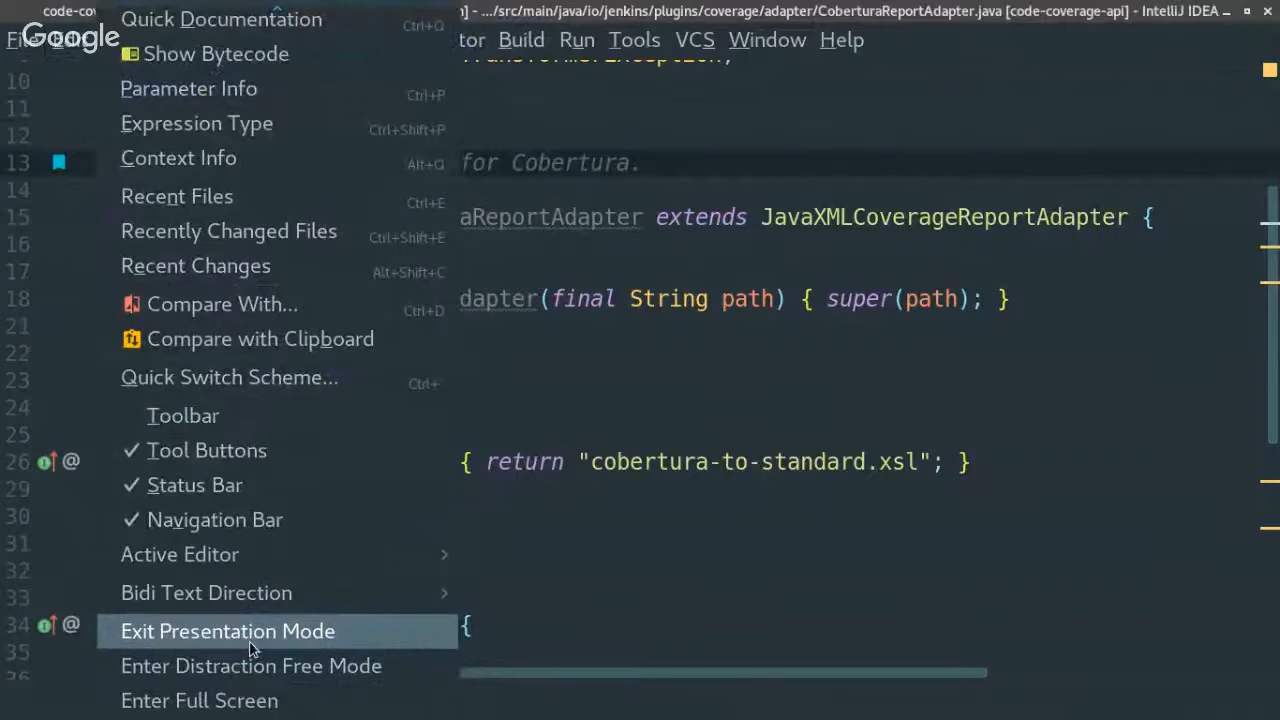 code-cov
] - .../src/main/java/io/jenkins/plugins/coverage/adapter/CoberturaReportAdapter.java [code-coverage-api] - IntelliJ IDEA
Google
File Edit
tor Build Run Tools VCS Window Help
Quick Documentation Ctrl+Q
Show Bytecode
Parameter Info Ctrl+P
Expression Type Ctrl+Shift+P
Context Info Alt+Q
Recent Files Ctrl+E
Recently Changed Files Ctrl+Shift+E
Recent Changes Alt+Shift+C
Compare With... Ctrl+D
Compare with Clipboard
Quick Switch Scheme... Ctrl+
Toolbar
Tool Buttons
Status Bar
Navigation Bar
Active Editor
Bidi Text Direction
Exit Presentation Mode
Enter Distraction Free Mode
Enter Full Screen
TransformerException;
10
11
12
13 for Cobertura.
14
15 aReportAdapter extends JavaXMLCoverageReportAdapter {
16
17
18 dapter(final String path) { super(path); }
21
22
23
24
25
26 @ { return "cobertura-to-standard.xsl"; }
29
30
31
32
33
34 @ {
35